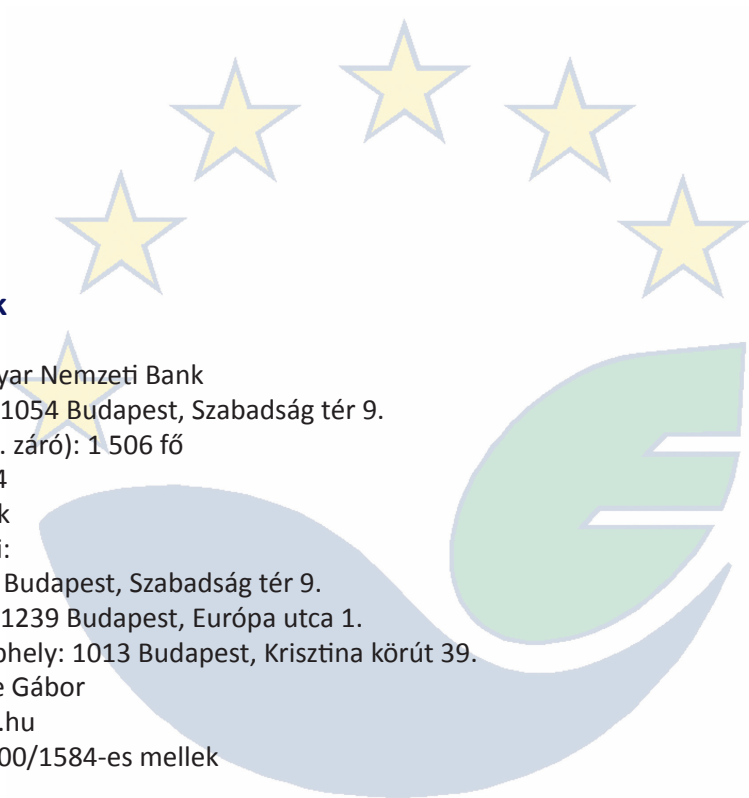 k
yar Nemzeti Bank
1054 Budapest, Szabadság tér 9.
. záró): 1 506 fő
4
k
i:
Budapest, Szabadság tér 9.
1239 Budapest, Európa utca 1.
phely: 1013 Budapest, Krisztina körút 39.
e Gábor
.hu
00/1584-es mellek